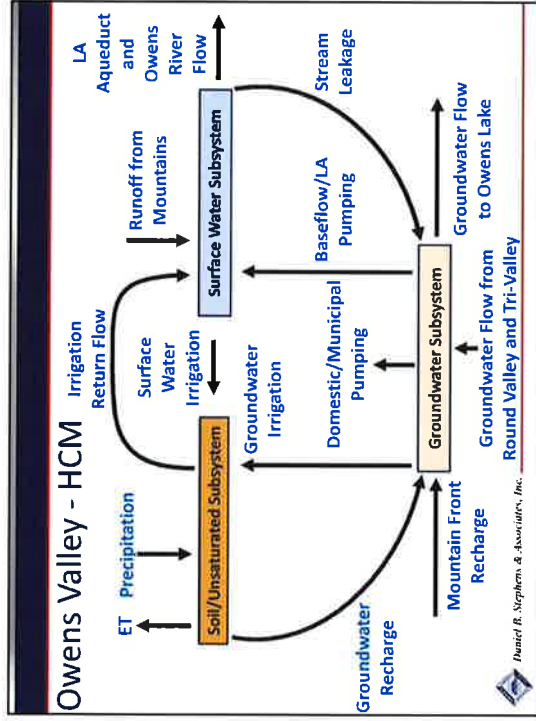 Owens Valley - HCM
ET
Precipitation
Irrigation
Return Flow
Runoff from
Mountains
LA
Aqueduct
and
Owens
River
Flow
Soil/Unsaturated Subsystem
Surface
Water
Irrigation
Surface Water Subsystem
Groundwater
Recharge
Groundwater
Irrigation
Domestic/Municipal
Pumping
Baseflow/LA
Pumping
Stream
Leakage
Mountain Front
Recharge
Groundwater Subsystem
Groundwater Flow from
Round Valley and Tri-Valley
Groundwater Flow
to Owens Lake
Daniel B. Stephens & Associates, Inc.